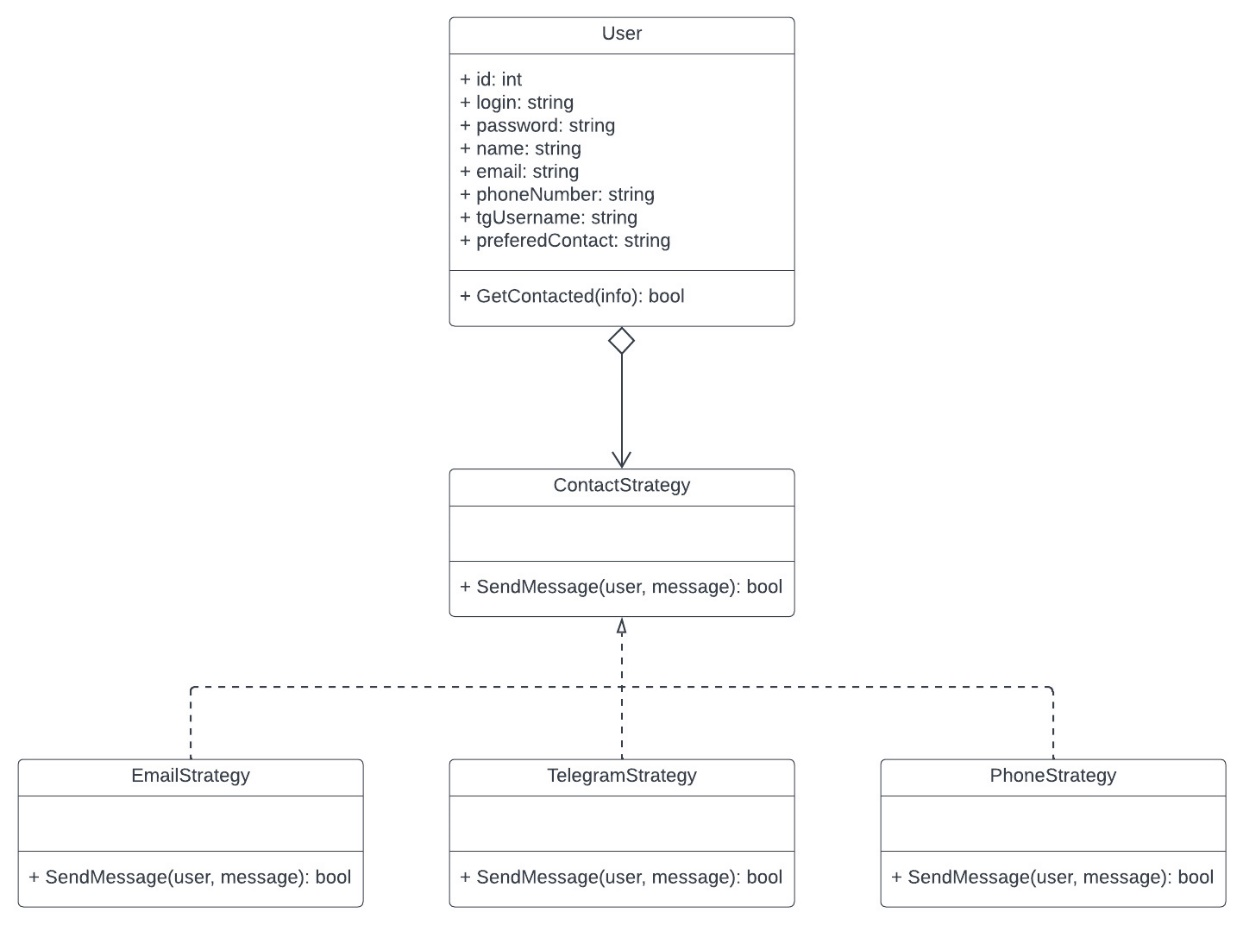 User
+ id: int
+ login: string
+ password: string
+ name: string
+ email: string
+ phoneNumber: string
+ tgUsername: string
+ preferedContact: string
+ GetContacted(info): bool
ContactStrategy
+ SendMessage(user, message): bool
EmailStrategy
+ SendMessage(user, message): bool
TelegramStrategy
+ SendMessage(user, message): bool
PhoneStrategy
+ SendMessage(user, message): bool